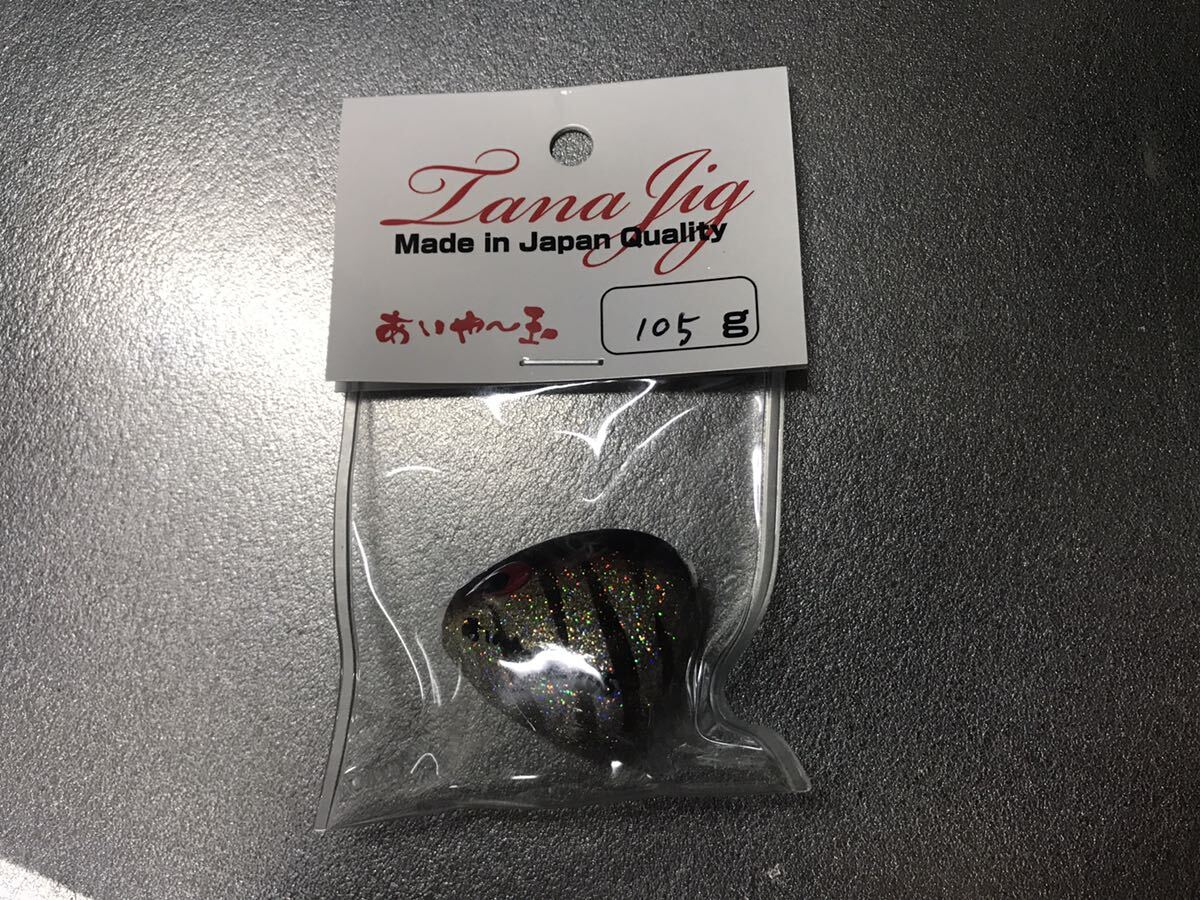 Tana Jig
Made in Japan Quality
あいや〜玉 105 g